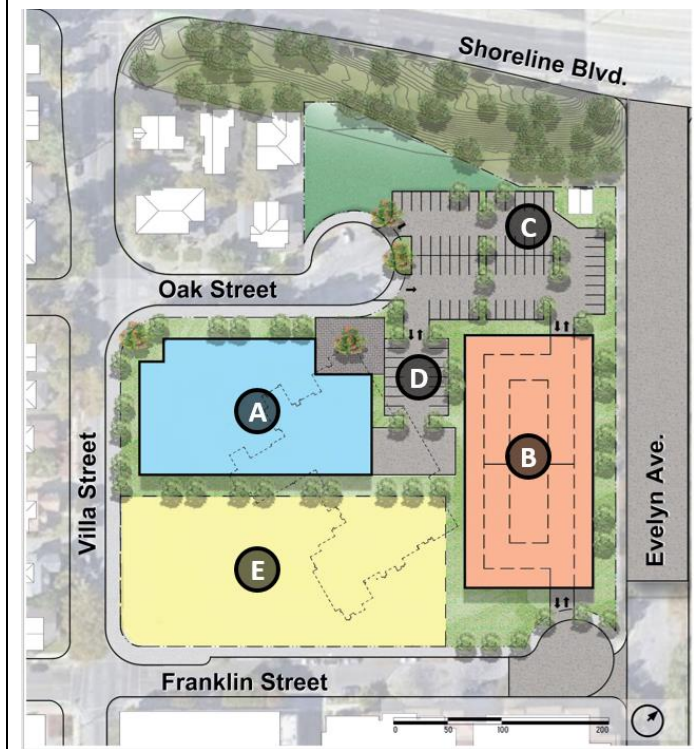 Shoreline Blvd.
C
Oak Street
D
A
B
Villa Street
Evelyn Ave.
E
Franklin Street
0 50 100 200